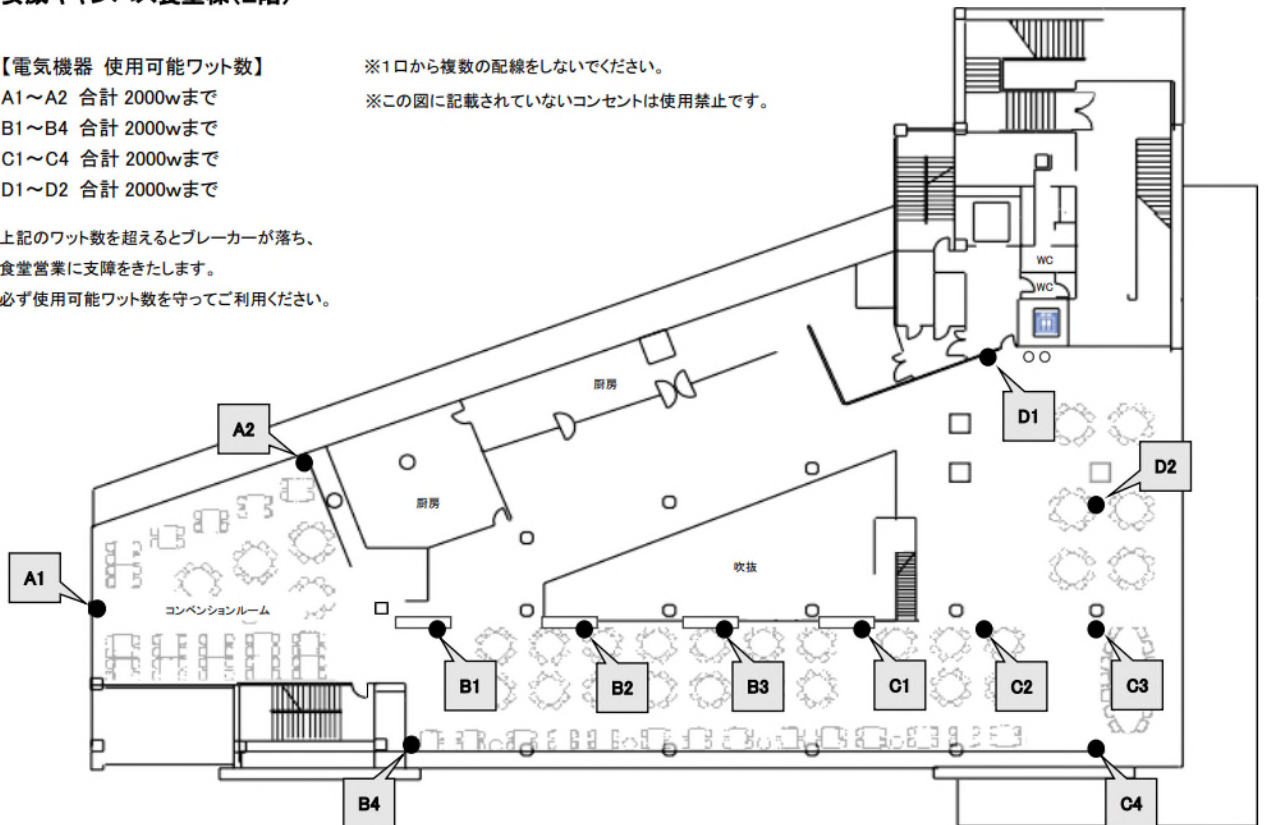 【電気機器 使用可能ワット数】
A1～A2 合計 2000wまで
B1～B4 合計 2000wまで
C1～C4 合計 2000wまで
D1～D2 合計 2000wまで
※1口から複数の配線をしないでください。
※この図に記載されていないコンセントは使用禁止です。
上記のワット数を超えるとブレーカーが落ち、
食堂営業に支障をきたします。
必ず使用可能ワット数を守ってご利用ください。
WC
WC
厨房
D1
A2
D2
厨房
吹抜
A1
コンベンションルーム
B1
B2
B3
C1
C2
C3
B4
C4